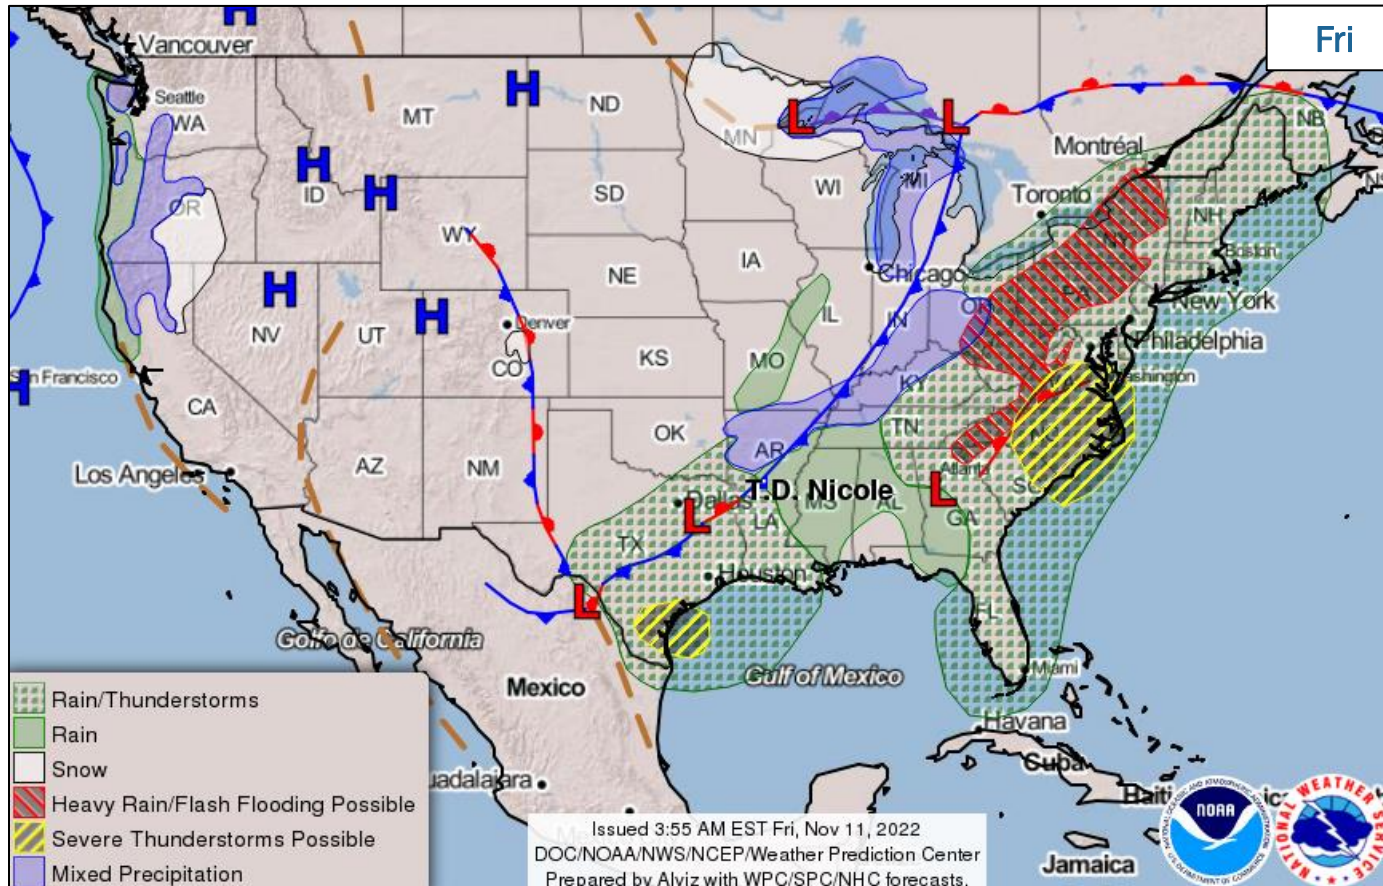 Fri
H
Vancouver
H
ND
MT
Seattle
WA
MN
L
L
NB
Montréal
H
ID
H
SD
WI
MI
Toronto
NH
OR
WY
NY
IA
Boston
NE
Chicago
H
NV
UT
H
Denver
IL
IN
OH
PA
New York
Philadelphia
CO
KS
MO
San Francisco
KY
VA
Washington
H
CA
OK
TN
NC
AR
Los Angeles
AZ
NM
Atlanta
T.D. Nicole
Dallas
L
L
MS
AL
GA
SC
LA
TX
Houston
L
FL
Golfo de California
Miami
Gulf of Mexico
Mexico
Havana
Cuba
uadalajara
Haiti
Jamaica
Rain/Thunderstorms
Rain
Snow
Heavy Rain/Flash Flooding Possible
Severe Thunderstorms Possible
Mixed Precipitation
Issued 3:55 AM EST Fri, Nov 11, 2022
DOC/NOAA/NWS/NCEP/Weather Prediction Center
Prepared by Alviz with WPC/SPC/NHC forecasts.
NOAA
NATIONAL WEATHER SERVICE